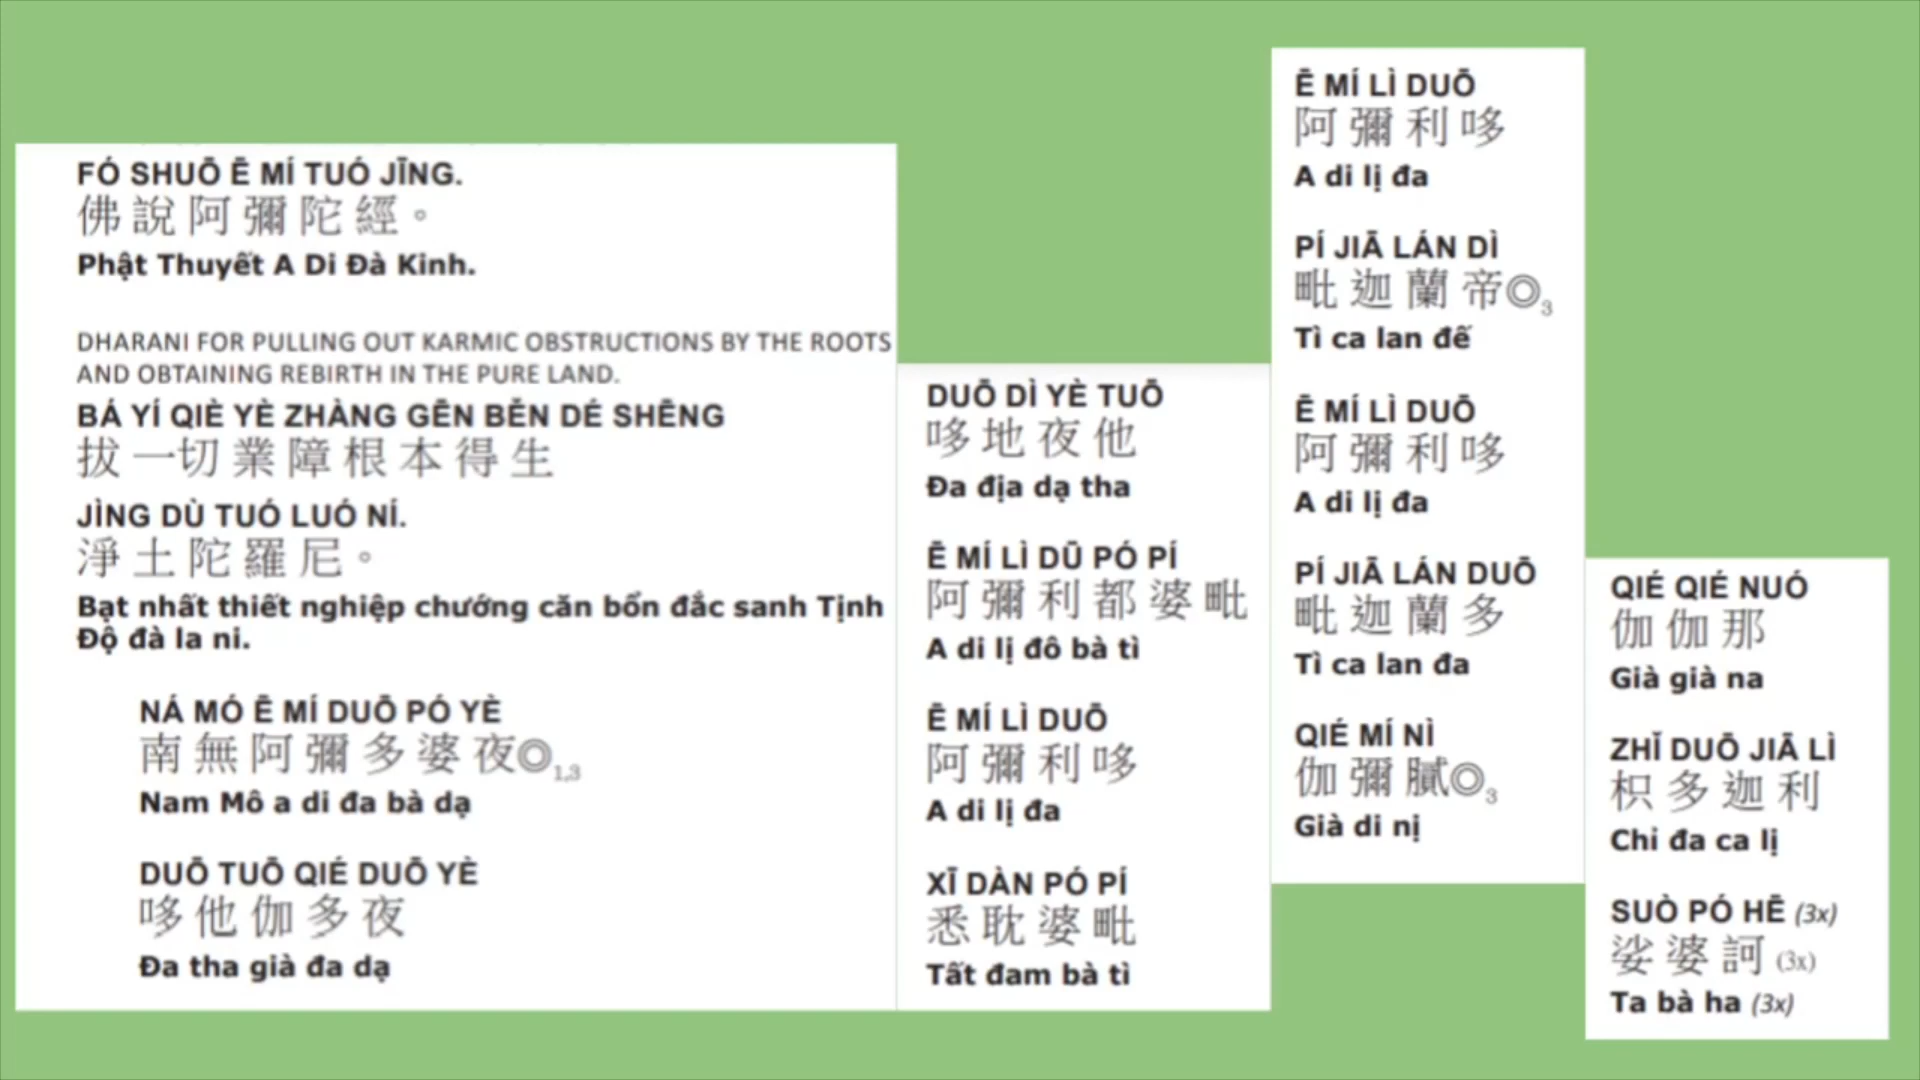 FÓ SHUŌ Ē MÍ TUÓ JĪNG.
佛說阿彌陀經。
Phật Thuyết A Di Đà Kinh.
DHARANI FOR PULLING OUT KARMIC OBSTRUCTIONS BY THE ROOTS
AND OBTAINING REBIRTH IN THE PURE LAND.
BÁ YÍ QIÈ YÈ ZHÀNG GĒN BĚN DÉ SHĒNG
拔一切業障根本得生
JÌNG DÙ TUÓ LUÓ NÍ.
淨土陀羅尼。
Bạt nhất thiết nghiệp chướng căn bổn đắc sanh Tịnh
Độ đà la ni.
NÁ MÓ Ē MÍ DUŌ PÓ YÈ
南無阿彌多婆夜◎1,3
Nam Mô a di đa bà dạ
DUŌ TUŌ QIÉ DUŌ YÈ
哆他伽多夜
Đa tha già đa dạ
DUŌ DÌ YÈ TUŌ
哆地夜他
Đa địa dạ tha
Ē MÍ LÌ DŪ PÓ PÍ
阿彌利都婆毗
A di lị đô bà tì
Ē MÍ LÌ DUŌ
阿彌利哆
A di lị đa
XĪ DÀN PÓ PÍ
悉耽婆毗
Tất đam bà tì
Ē MÍ LÌ DUŌ
阿彌利哆
A di lị đa
PÍ JIĀ LÁN DÌ
毗迦蘭帝◎3
Tì ca lan đế
Ē MÍ LÌ DUŌ
阿彌利哆
A di lị đa
PÍ JIĀ LÁN DUŌ
毗迦蘭多
Tì ca lan đa
QIÉ MÍ NÌ
伽彌膩◎3
Già di nị
QIÉ QIÉ NUÓ
伽伽那
Già già na
ZHǏ DUŌ JIĀ LÌ
枳多迦利
Chỉ đa ca lị
SUÒ PÓ HĒ (3x)
娑婆訶 (3x)
Ta bà ha (3x)